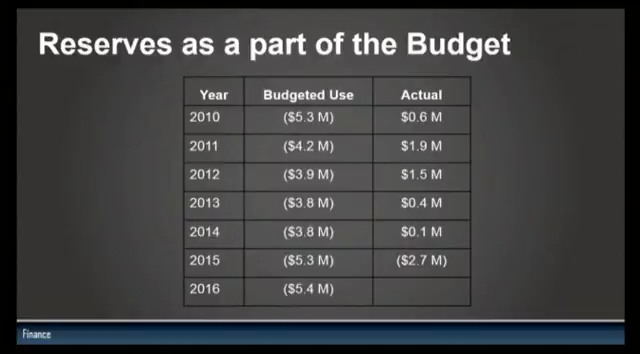 Reserves as a part of the Budget
Year Budgeted Use Actual
2010 ($5.3 M) $0.6 M
2011 ($4.2 M) $1.9 M
2012 ($3.9 M) $1.5 M
2013 ($3.8 M) $0.4 M
2014 ($3.8 M) $0.1 M
2015 ($5.3 M) ($2.7 M)
2016 ($5.4 M)
Finance